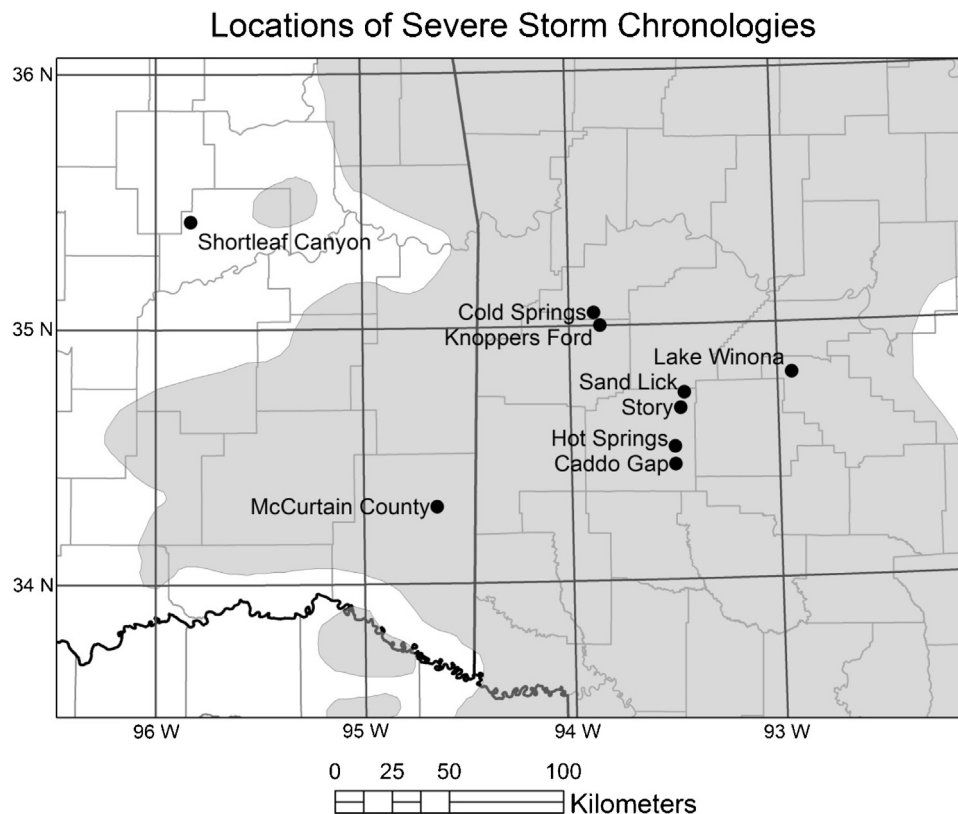 Locations of Severe Storm Chronologies
36 N
Shortleaf Canyon
Cold Springs
35 N
Knoppers Ford
Lake Winona
Sand Lick
Story
Hot Springs
Caddo Gap
McCurtain County
34 N
96 W 95 W 94 W 93 W
0 25 50 100
Kilometers